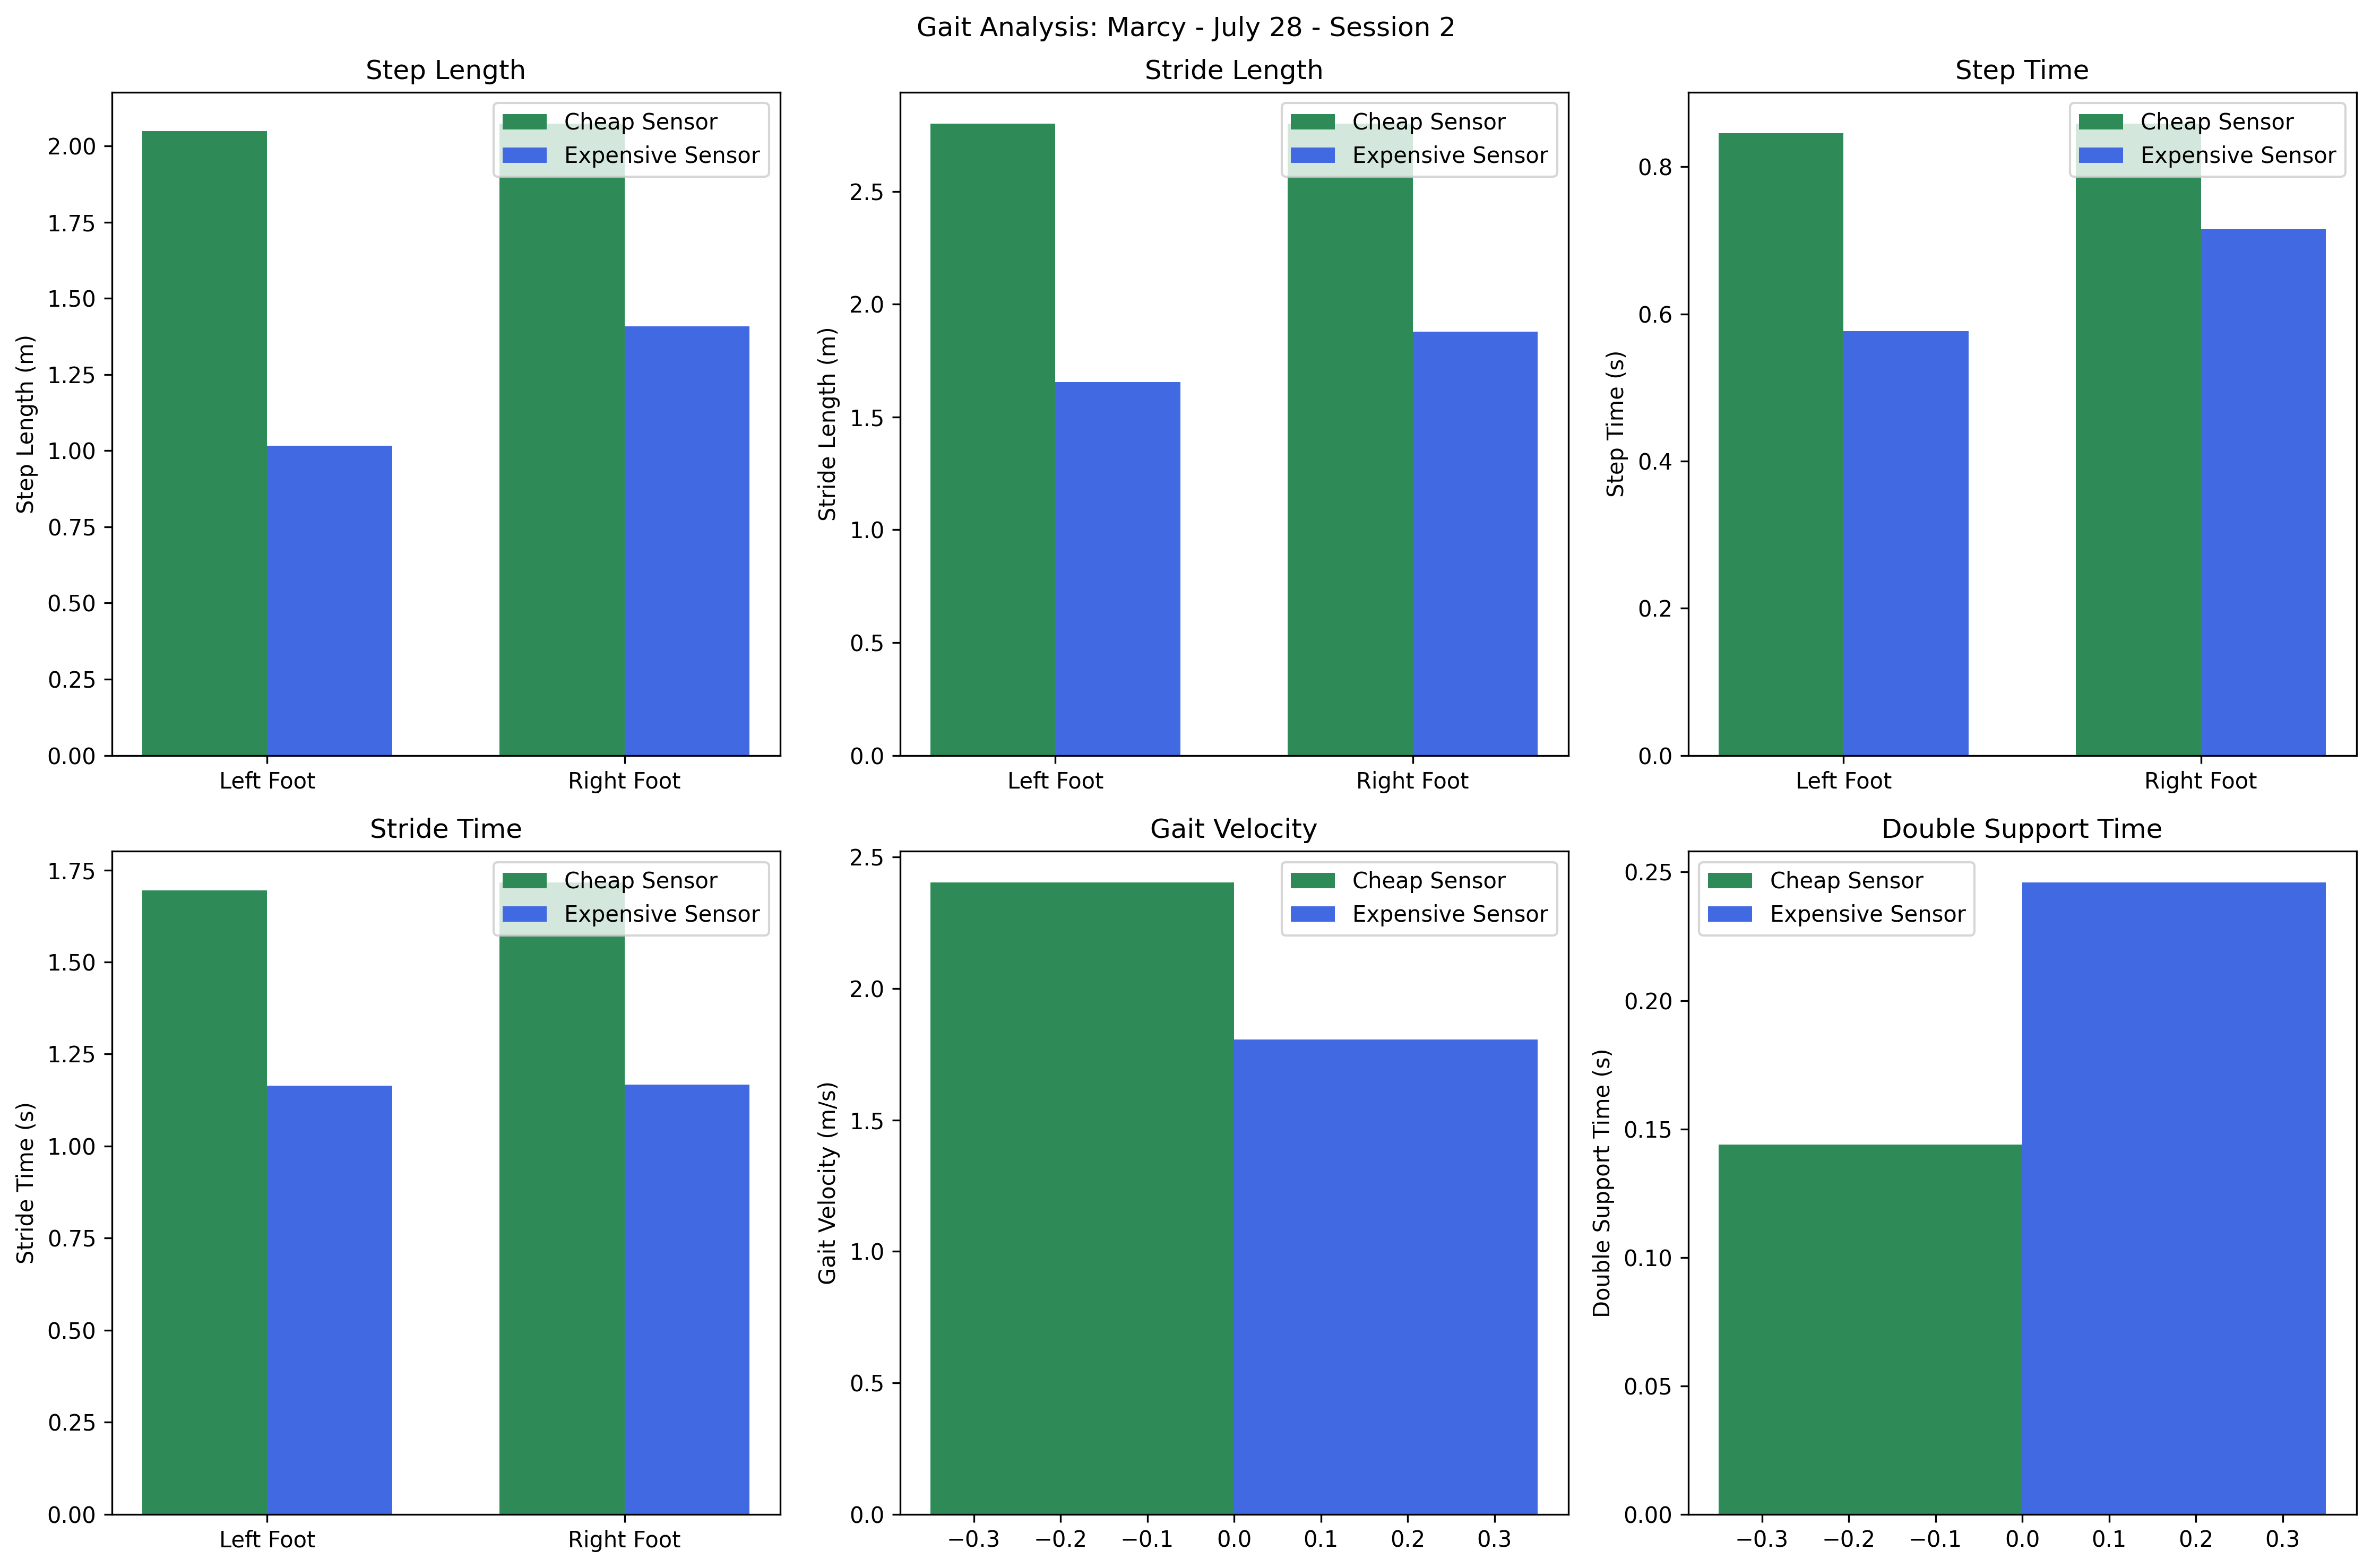 Gait Analysis: Marcy - July 28 - Session 2
Step Length
Step Length (m)
2.00
1.75
1.50
1.25
1.00
0.75
0.50
0.25
0.00
Left Foot
Right Foot
Cheap Sensor
Expensive Sensor
Stride Length
Stride Length (m)
2.5
2.0
1.5
1.0
0.5
0.0
Left Foot
Right Foot
Cheap Sensor
Expensive Sensor
Step Time
Step Time (s)
0.8
0.6
0.4
0.2
0.0
Left Foot
Right Foot
Cheap Sensor
Expensive Sensor
Stride Time
Stride Time (s)
1.75
1.50
1.25
1.00
0.75
0.50
0.25
0.00
Left Foot
Right Foot
Cheap Sensor
Expensive Sensor
Gait Velocity
Gait Velocity (m/s)
2.5
2.0
1.5
1.0
0.5
0.0
−0.3 −0.2 −0.1 0.0 0.1 0.2 0.3
Cheap Sensor
Expensive Sensor
Double Support Time
Double Support Time (s)
0.25
0.20
0.15
0.10
0.05
0.00
−0.3 −0.2 −0.1 0.0 0.1 0.2 0.3
Cheap Sensor
Expensive Sensor